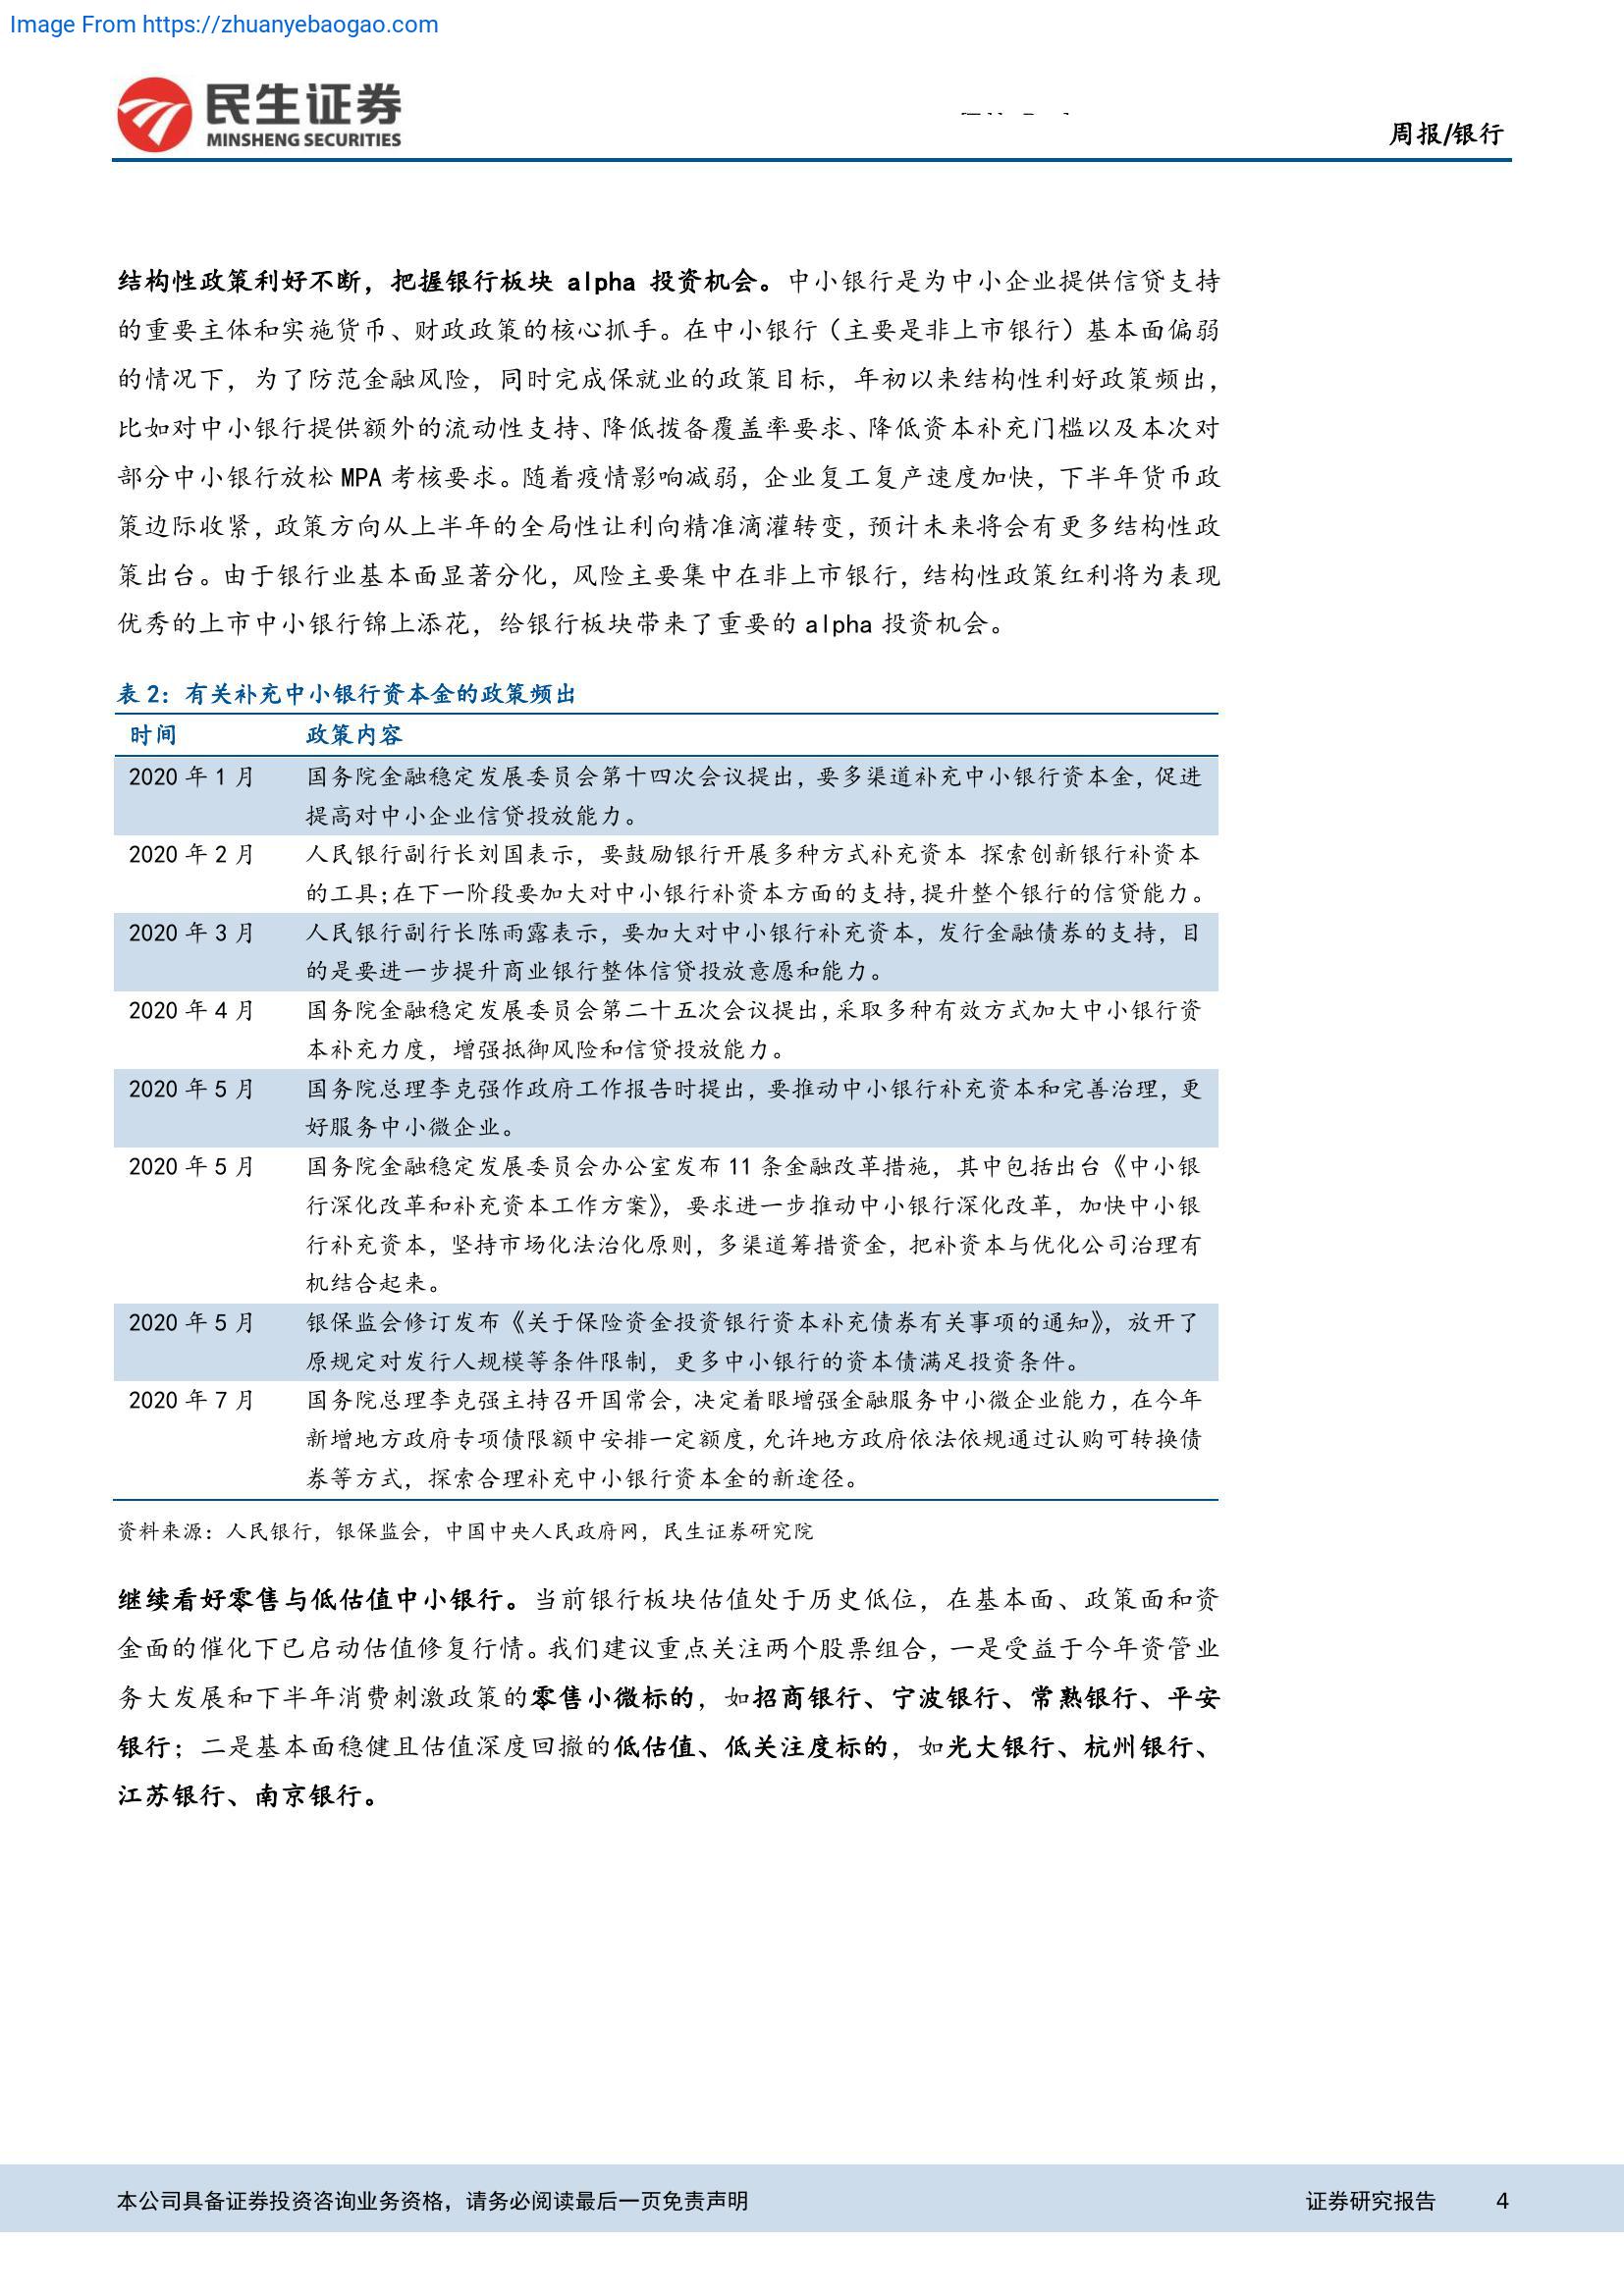 Image From https://zhuanyebaogao.com
民生证券
MINSHENG SECURITIES
周报/银行
结构性政策利好不断，把握银行板块 alpha 投资机会。中小银行是为中小企业提供信贷支持
的重要主体和实施货币、财政政策的核心抓手。在中小银行（主要是非上市银行）基本面偏弱
的情况下，为了防范金融风险，同时完成保就业的政策目标，年初以来结构性利好政策频出，
比如对中小银行提供额外的流动性支持、降低拨备覆盖率要求、降低资本补充门槛以及本次对
部分中小银行放松 MPA 考核要求。随着疫情影响减弱，企业复工复产速度加快，下半年货币政
策边际收紧，政策方向从上半年的全局性让利向精准滴灌转变，预计未来将会有更多结构性政
策出台。由于银行业基本面显著分化，风险主要集中在非上市银行，结构性政策红利将为表现
优秀的上市中小银行锦上添花，给银行板块带来了重要的 alpha 投资机会。
表 2：有关补充中小银行资本金的政策频出
时间 政策内容
2020 年 1 月 国务院金融稳定发展委员会第十四次会议提出，要多渠道补充中小银行资本金，促进
提高对中小企业信贷投放能力。
2020 年 2 月 人民银行副行长刘国表示，要鼓励银行开展多种方式补充资本 探索创新银行补资本
的工具;在下一阶段要加大对中小银行补资本方面的支持,提升整个银行的信贷能力。
2020 年 3 月 人民银行副行长陈雨露表示，要加大对中小银行补充资本，发行金融债券的支持，目
的是要进一步提升商业银行整体信贷投放意愿和能力。
2020 年 4 月 国务院金融稳定发展委员会第二十五次会议提出,采取多种有效方式加大中小银行资
本补充力度，增强抵御风险和信贷投放能力。
2020 年 5 月 国务院总理李克强作政府工作报告时提出，要推动中小银行补充资本和完善治理，更
好服务中小微企业。
2020 年 5 月 国务院金融稳定发展委员会办公室发布 11 条金融改革措施，其中包括出台《中小银
行深化改革和补充资本工作方案》，要求进一步推动中小银行深化改革，加快中小银
行补充资本，坚持市场化法治化原则，多渠道筹措资金，把补资本与优化公司治理有
机结合起来。
2020 年 5 月 银保监会修订发布《关于保险资金投资银行资本补充债券有关事项的通知》，放开了
原规定对发行人规模等条件限制，更多中小银行的资本债满足投资条件。
2020 年 7 月 国务院总理李克强主持召开国常会，决定着眼增强金融服务中小微企业能力，在今年
新增地方政府专项债限额中安排一定额度,允许地方政府依法依规通过认购可转换债
券等方式，探索合理补充中小银行资本金的新途径。
资料来源：人民银行，银保监会，中国中央人民政府网，民生证券研究院
继续看好零售与低估值中小银行。当前银行板块估值处于历史低位，在基本面、政策面和资
金面的催化下已启动估值修复行情。我们建议重点关注两个股票组合，一是受益于今年资管业
务大发展和下半年消费刺激政策的零售小微标的，如招商银行、宁波银行、常熟银行、平安
银行；二是基本面稳健且估值深度回撤的低估值、低关注度标的，如光大银行、杭州银行、
江苏银行、南京银行。
本公司具备证券投资咨询业务资格，请务必阅读最后一页免责声明 证券研究报告 4